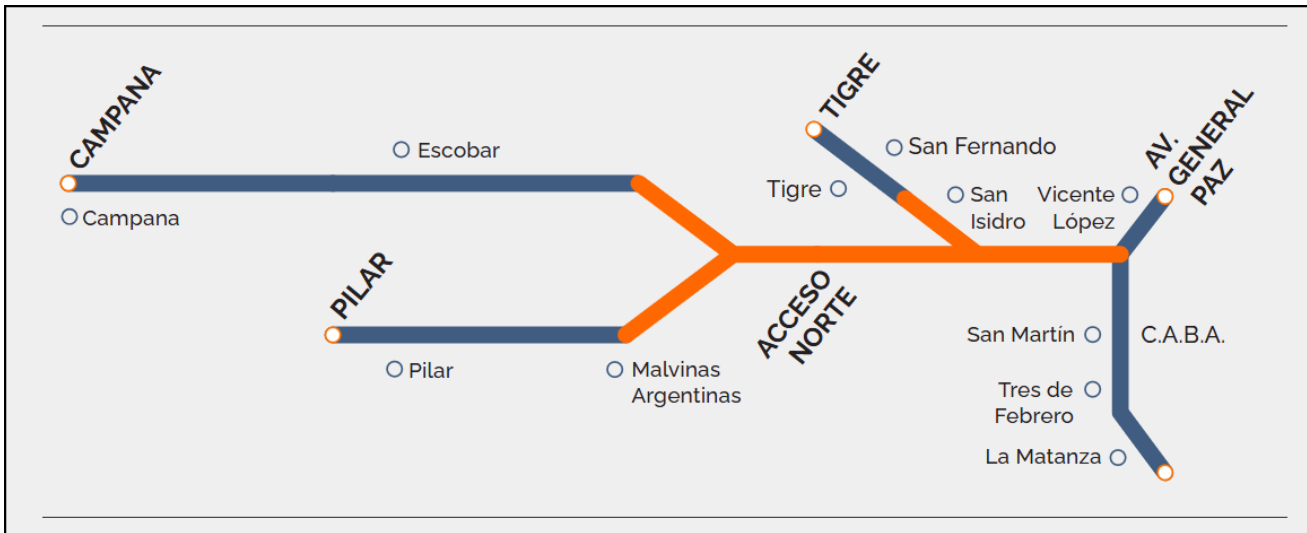 CAMPANA
Escobar
Campana
PILAR
Pilar
Malvinas
Argentinas
ACCESO
NORTE
TIGRE
San Fernando
Tigre
San
Isidro
Vicente
López
AV.
GENERAL
PAZ
San Martín
C.A.B.A.
Tres de
Febrero
La Matanza